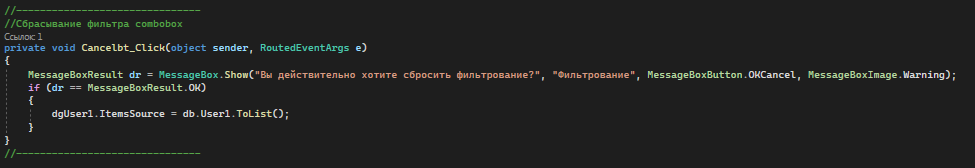 //-------------------------------
//Сбрасывание фильтра combobox
Ссылок: 1
private void Cancelbt_Click(object sender, RoutedEventArgs e)
{
MessageBoxResult dr = MessageBox.Show("Вы действительно хотите сбросить фильтрование?", "Фильтрование", MessageBoxButton.OKCancel, MessageBoxImage.Warning);
if (dr == MessageBoxResult.OK)
{
dgUser1.ItemsSource = db.User1.ToList();
}
}
//-------------------------------